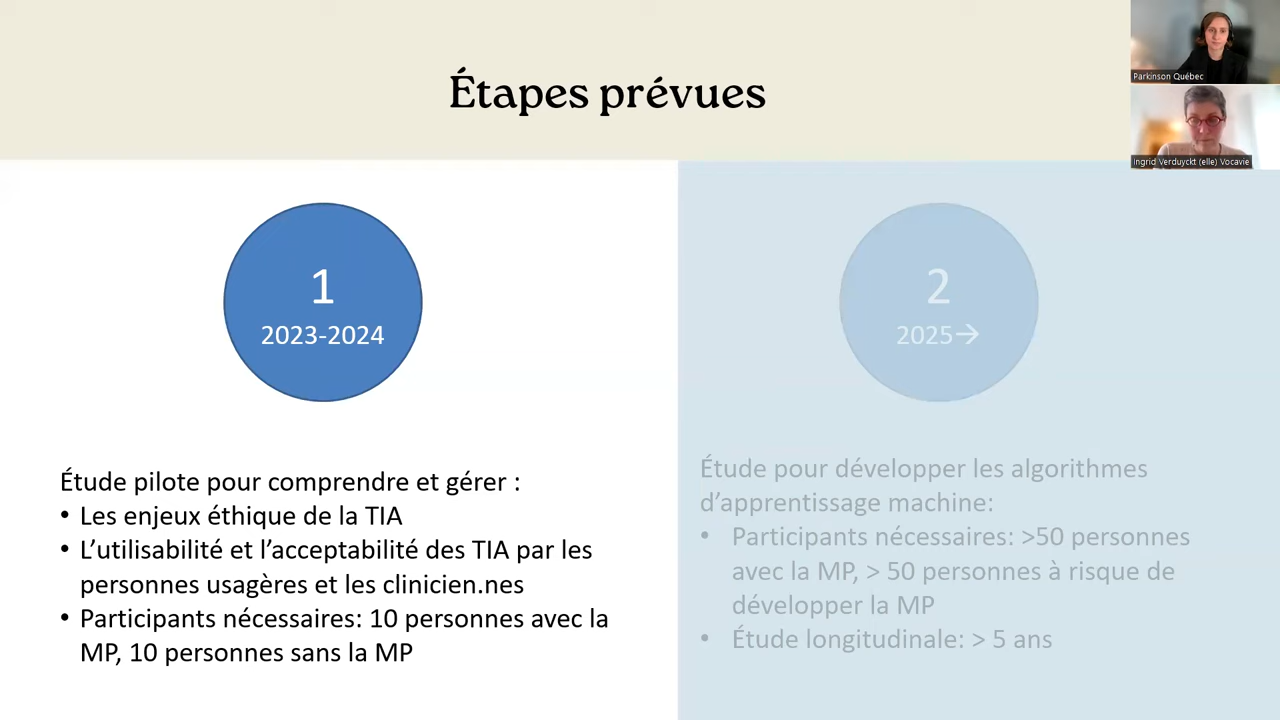 Étapes prévues
Parkinson Québec
Ingrid Verduyckt (elle) Vocavie
1
2023-2024
Étude pilote pour comprendre et gérer :
• Les enjeux éthique de la TIA
• L’utilisabilité et l’acceptabilité des TIA par les
personnes usagères et les clinicien.nes
• Participants nécessaires: 10 personnes avec la
MP, 10 personnes sans la MP
2
2025→
Étude pour développer les algorithmes
d’apprentissage machine:
• Participants nécessaires: >50 personnes
avec la MP, > 50 personnes à risque de
développer la MP
• Étude longitudinale: > 5 ans